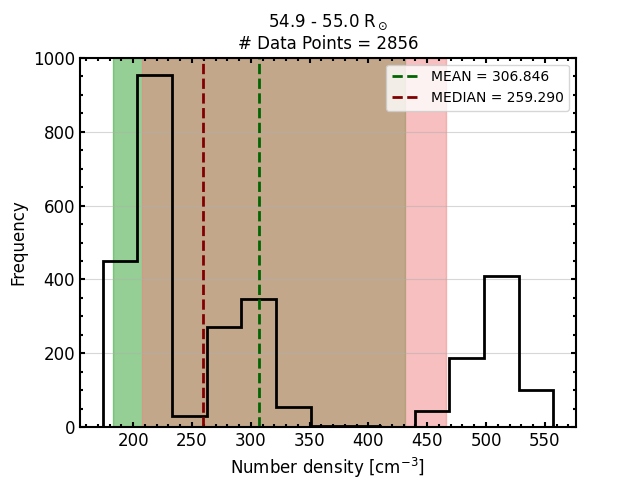 54.9 - 55.0 R⊙
# Data Points = 2856
MEAN = 306.846
MEDIAN = 259.290
Frequency
1000
800
600
400
200
0
200 250 300 350 400 450 500 550
Number density [cm⁻³]